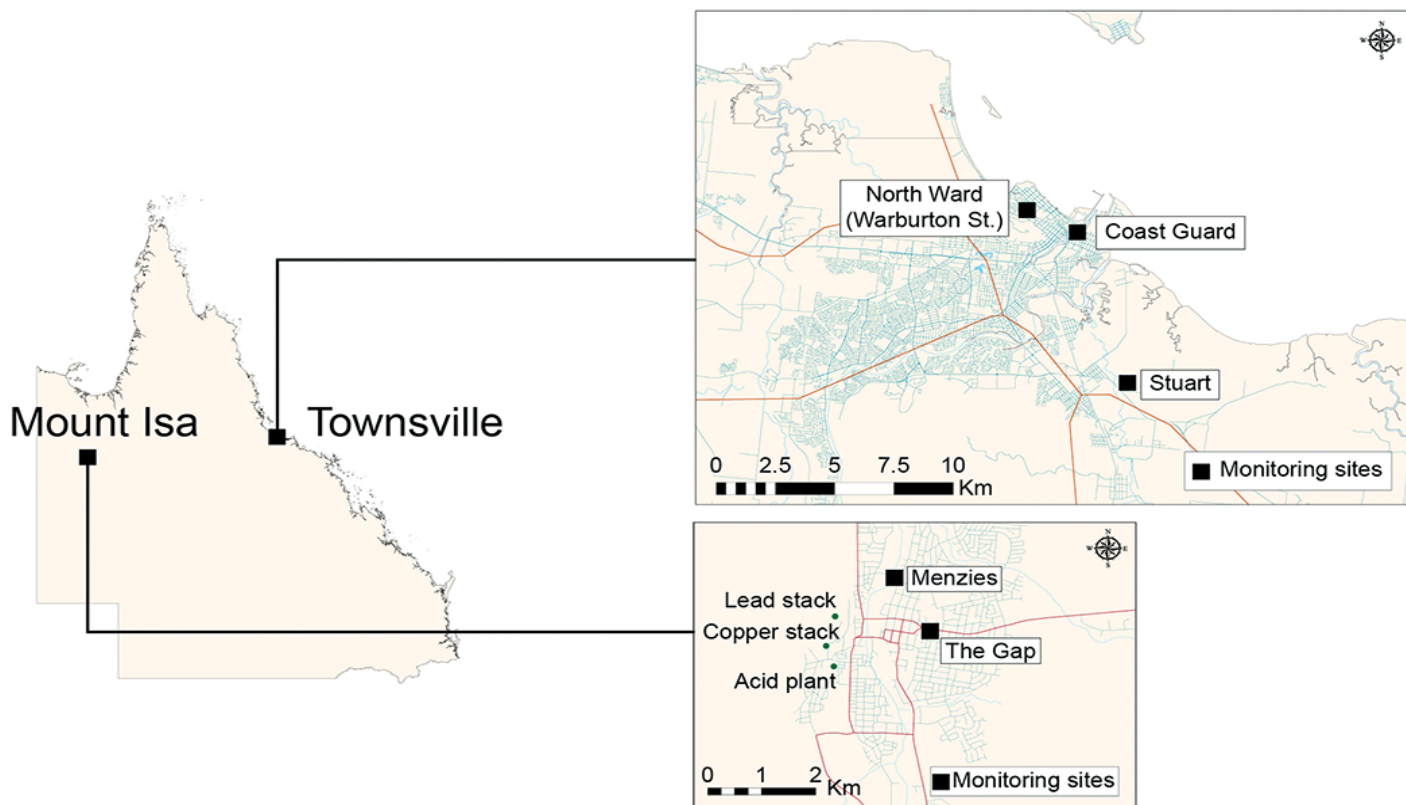 Mount Isa
Townsville
N
W E
S
North Ward
(Warburton St.)
Coast Guard
Stuart
0 2.5 5 7.5 10
Km
Monitoring sites
N
W E
S
Menzies
Lead stack
Copper stack
The Gap
Acid plant
0 1 2
Km
Monitoring sites